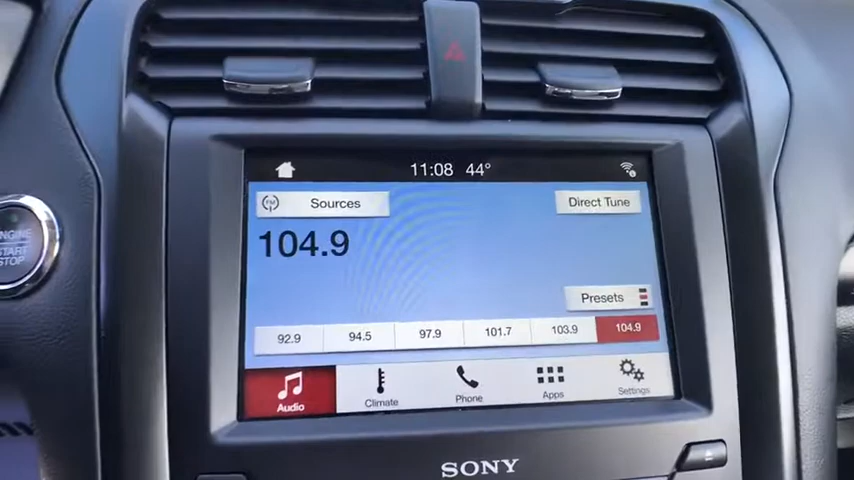 11:08 44°
FM Sources
Direct Tune
104.9
ENGINE
START
STOP
Presets
92.9 94.5 97.9 101.7 103.9 104.9
Audio Climate Phone Apps Settings
SONY